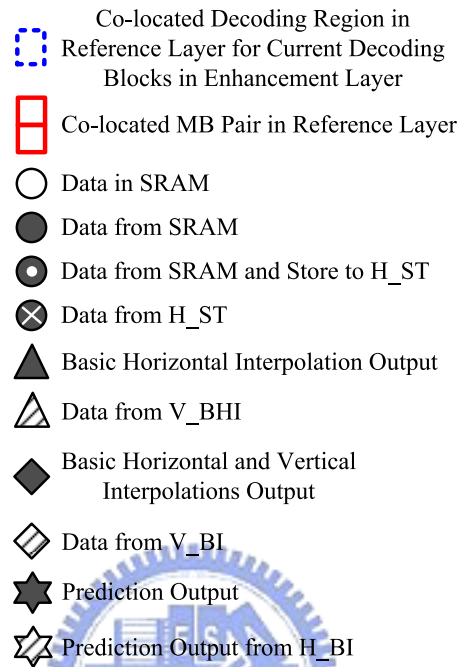 Co-located Decoding Region in
Reference Layer for Current Decoding
Blocks in Enhancement Layer
Co-located MB Pair in Reference Layer
Data in SRAM
Data from SRAM
Data from SRAM and Store to H_ST
Data from H_ST
Basic Horizontal Interpolation Output
Data from V_BHI
Basic Horizontal and Vertical
Interpolations Output
Data from V_BI
Prediction Output
Prediction Output from H_BI